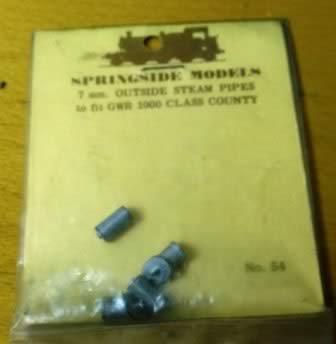 SPRINGSIDE MODELS
7 mm. OUTSIDE STEAM PIPES
to fit GWR 1000 CLASS COUNTY
No. 54